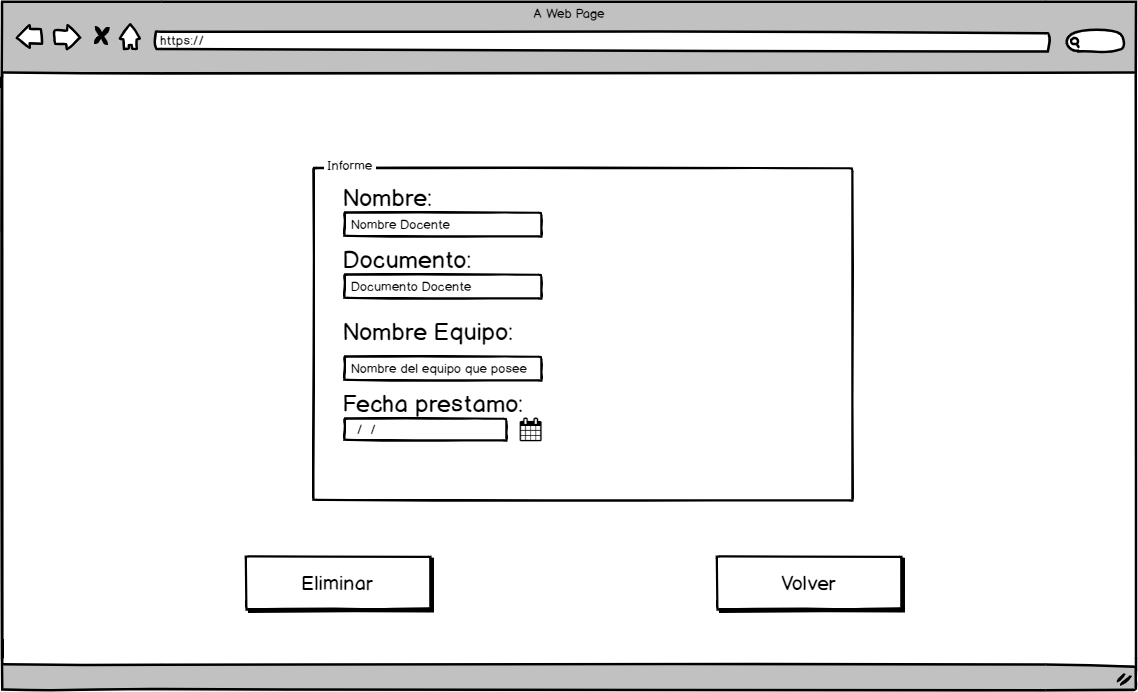 A Web Page
https://
Informe
Nombre:
Nombre Docente
Documento:
Documento Docente
Nombre Equipo:
Nombre del equipo que posee
Fecha prestamo:
/ /
Eliminar
Volver